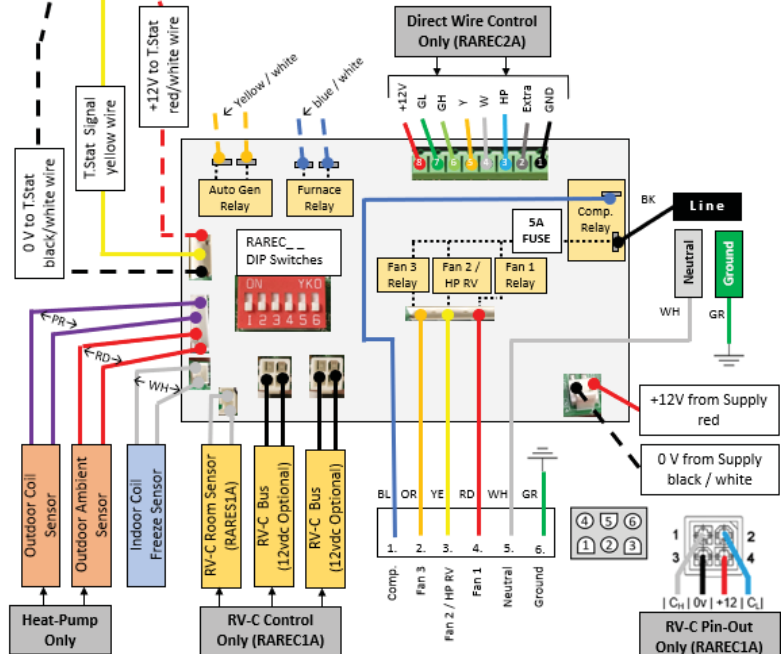 Direct Wire Control
Only (RAREC2A)
+12V
GL
GH
Y
W
HP
Extra
GND
8
7
6
5
4
3
2
1
0 V to T.Stat
black/white wire
T.Stat Signal
yellow wire
+12V to T.Stat
red/white wire
← Yellow / white
← blue / white
Auto Gen
Relay
Furnace
Relay
Comp.
Relay
BK
Line
Neutral
Ground
WH
GR
5A
FUSE
RAREC_ _
DIP Switches
ON
YKD
1 2 3 4 5 6
Fan 3
Relay
Fan 2 /
HP RV
Fan 1
Relay
←PR→
←RD→
←WH→
+12V from Supply
red
0 V from Supply
black / white
Outdoor Coil
Sensor
Outdoor Ambient
Sensor
Indoor Coil
Freeze Sensor
RV-C Room Sensor
(RARES1A)
RV-C Bus
(12vdc Optional)
RV-C Bus
(12vdc Optional)
Heat-Pump
Only
RV-C Control
Only (RAREC1A)
BL
OR
YE
RD
WH
GR
1.
2.
3.
4.
5.
6.
Comp.
Fan 3
Fan 2 / HP RV
Fan 1
Neutral
Ground
4 5 6
1 2 3
1
2
3
4
|CH| 0v| +12 |CL|
RV-C Pin-Out
Only (RAREC1A)